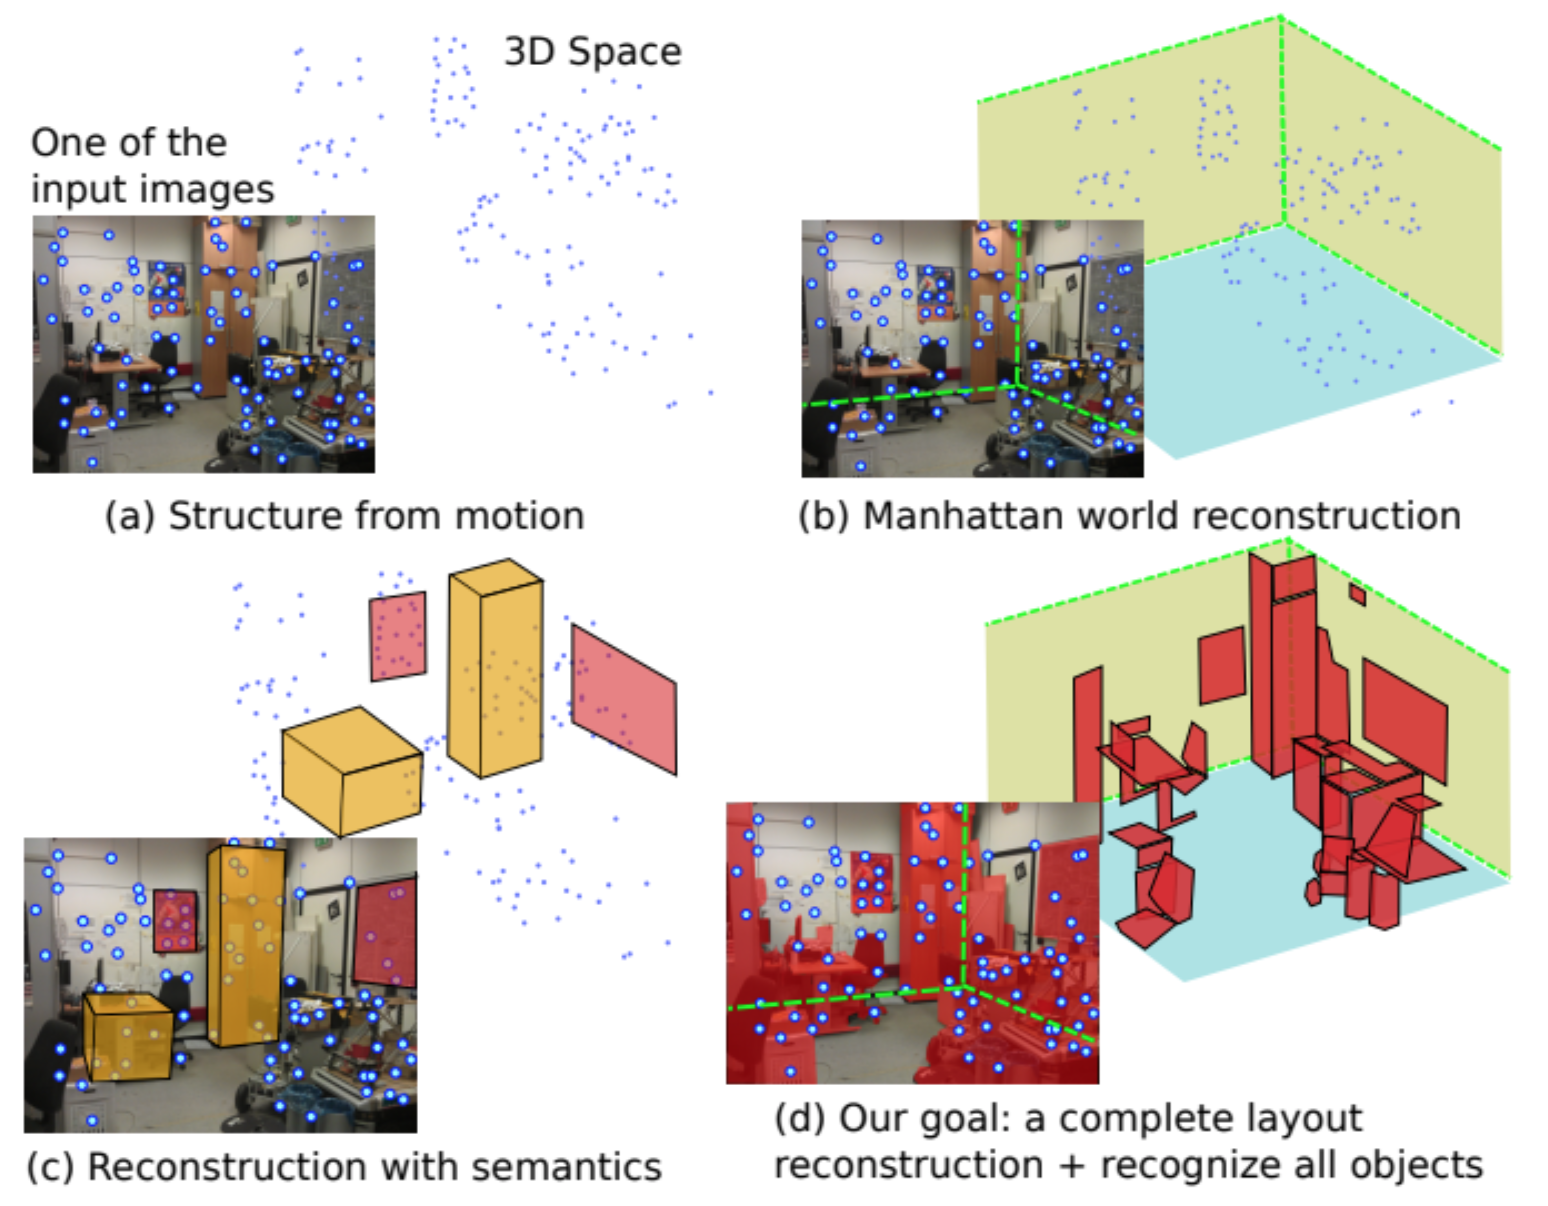 3D Space
One of the
input images
(a) Structure from motion
(b) Manhattan world reconstruction
(c) Reconstruction with semantics
(d) Our goal: a complete layout
reconstruction + recognize all objects